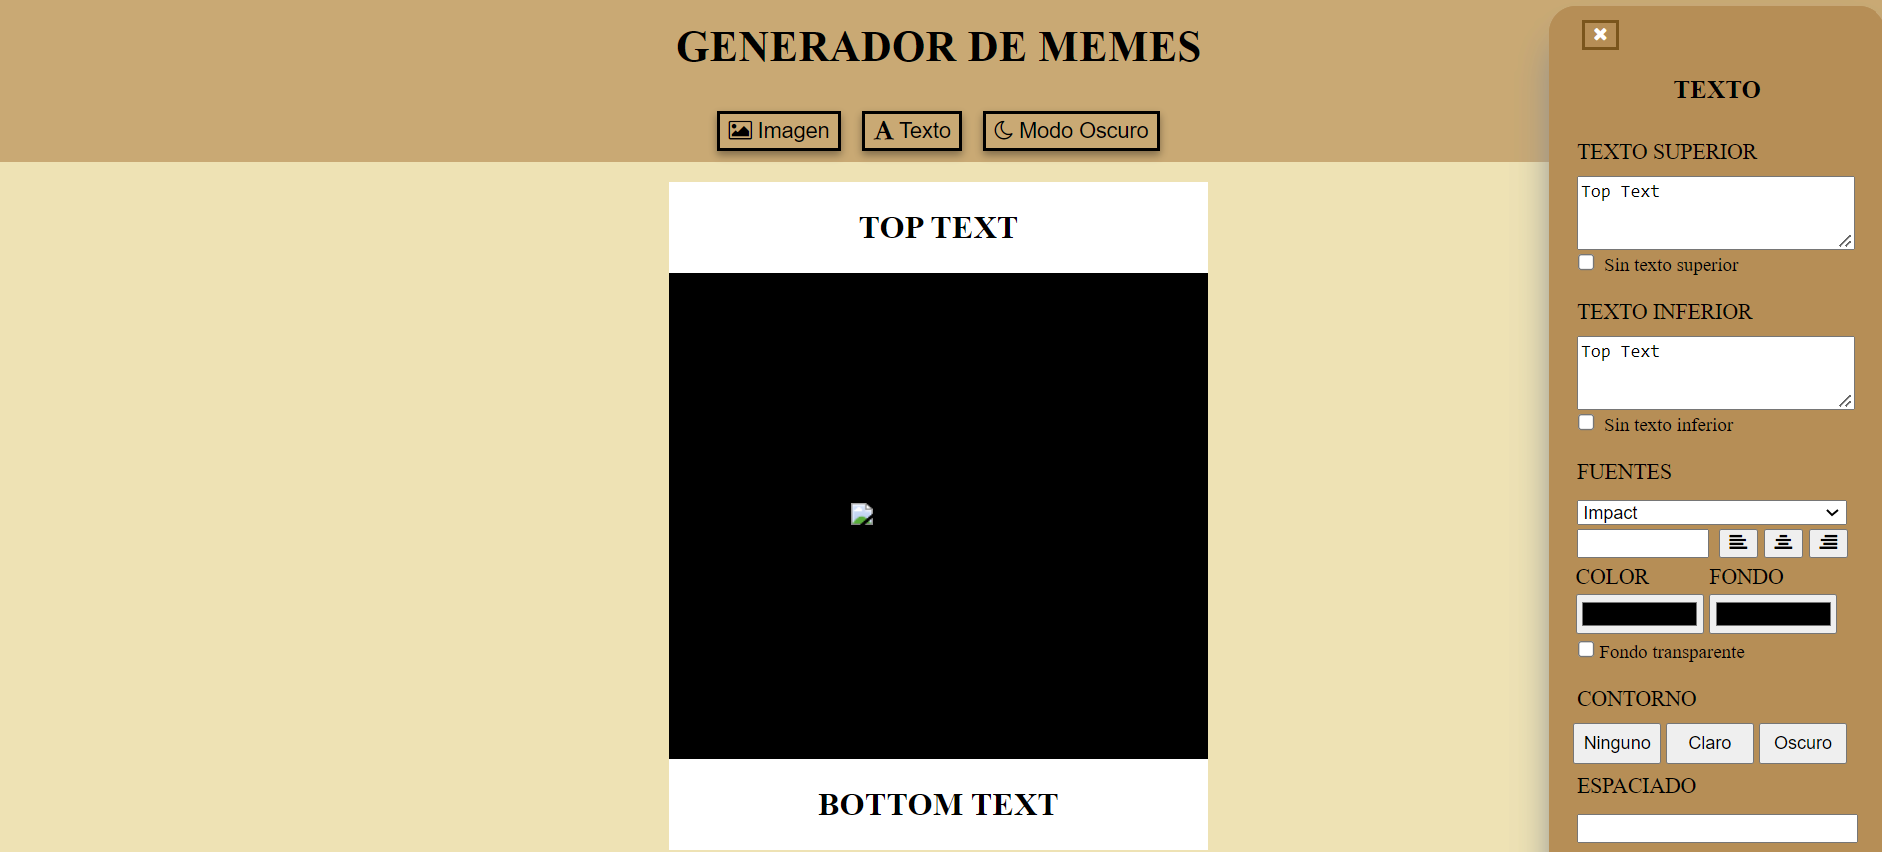 GENERADOR DE MEMES
Imagen
A Texto
Modo Oscuro
TOP TEXT
BOTTOM TEXT
TEXTO
TEXTO SUPERIOR
Top Text
Sin texto superior
TEXTO INFERIOR
Top Text
Sin texto inferior
FUENTES
Impact
COLOR FONDO
Fondo transparente
CONTORNO
Ninguno Claro Oscuro
ESPACIADO